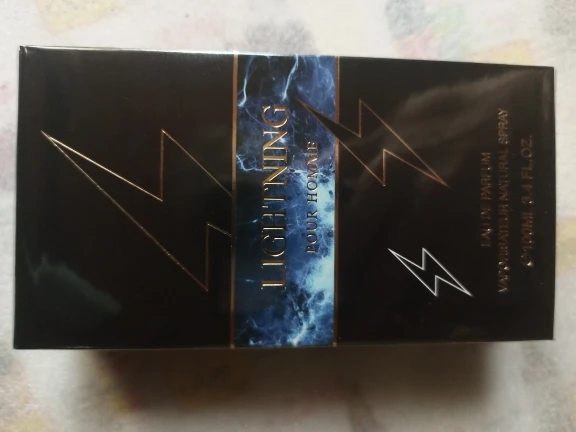 LIGHTNING
POUR HOMME
EAU DE PARFUM
VAPORISATEUR NATURAL SPRAY
℮ 100ML 3.4 FL.OZ.